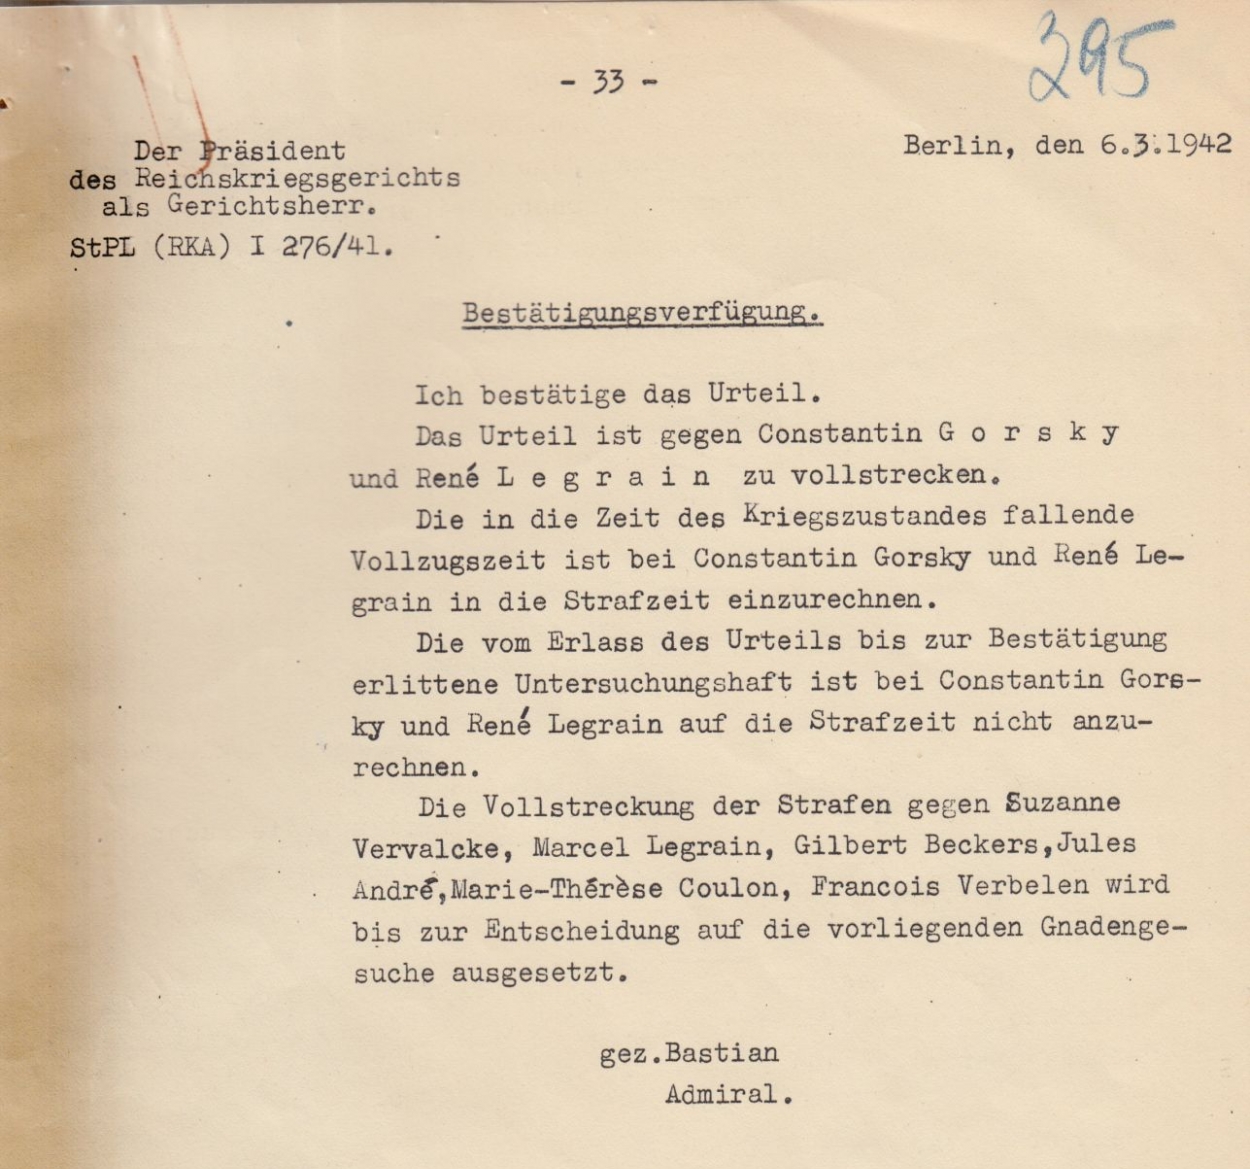 - 33 -
295
Der Präsident
des Reichskriegsgerichts
als Gerichtsherr.
StPL (RKA) I 276/41.
Berlin, den 6.3.1942
Bestätigungsverfügung.
Ich bestätige das Urteil.
Das Urteil ist gegen Constantin G o r s k y
und René L e g r a i n zu vollstrecken.
Die in die Zeit des Kriegszustandes fallende
Vollzugszeit ist bei Constantin Gorsky und René Le-
grain in die Strafzeit einzurechnen.
Die vom Erlass des Urteils bis zur Bestätigung
erlittene Untersuchungshaft ist bei Constantin Gors-
ky und René Legrain auf die Strafzeit nicht anzu-
rechnen.
Die Vollstreckung der Strafen gegen Suzanne
Vervalcke, Marcel Legrain, Gilbert Beckers,Jules
André,Marie-Thérèse Coulon, Francois Verbelen wird
bis zur Entscheidung auf die vorliegenden Gnadenge-
suche ausgesetzt.
gez.Bastian
Admiral.